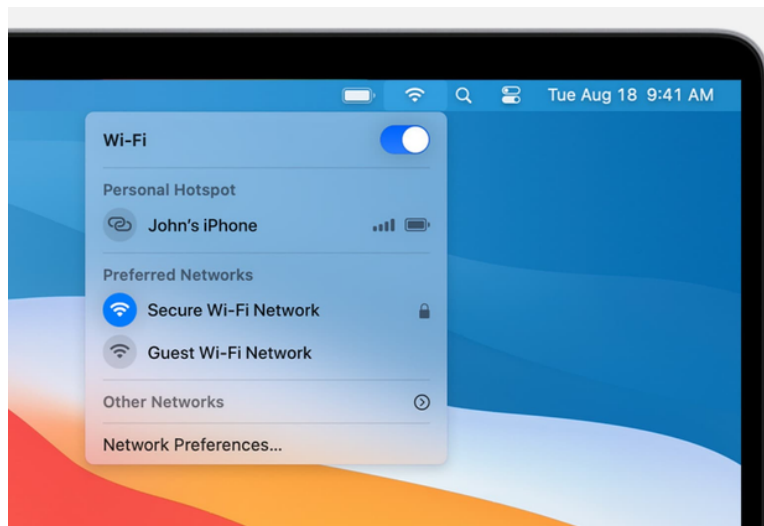 Tue Aug 18 9:41 AM
Wi-Fi
Personal Hotspot
John's iPhone
Preferred Networks
Secure Wi-Fi Network
Guest Wi-Fi Network
Other Networks
Network Preferences...